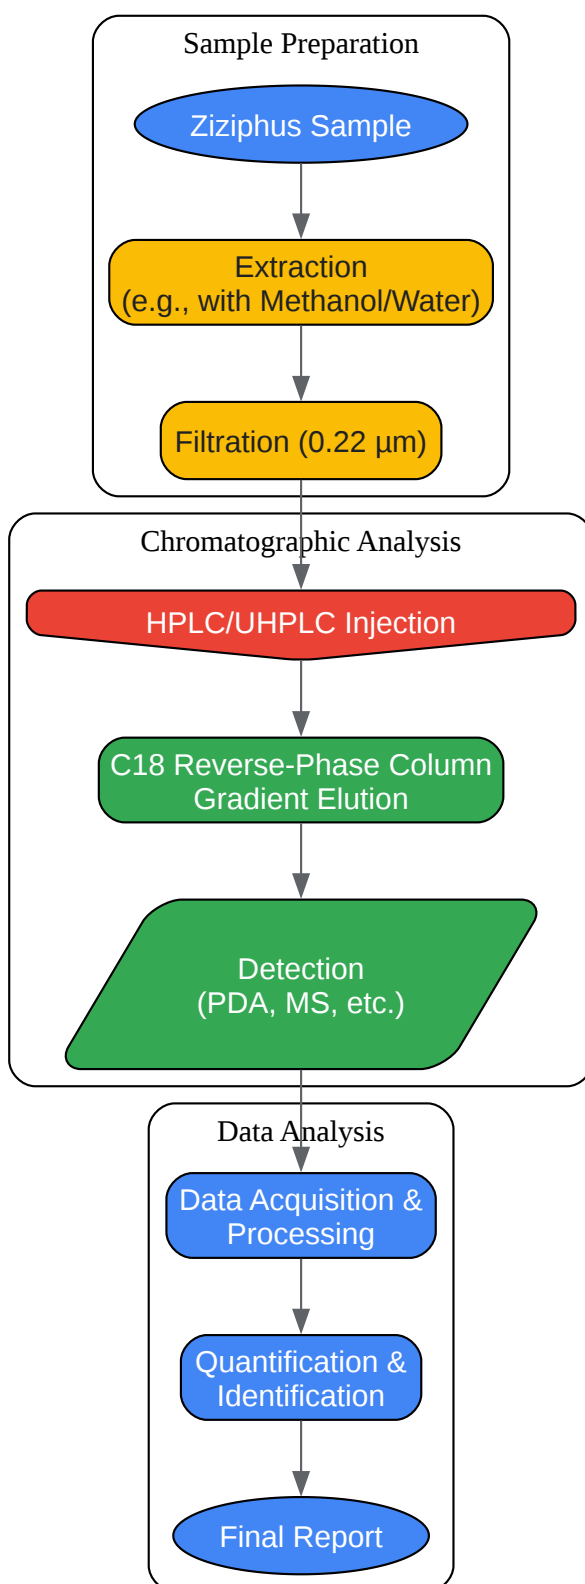 Sample Preparation
Ziziphus Sample
Extraction
(e.g., with Methanol/Water)
Filtration (0.22 µm)
Chromatographic Analysis
HPLC/UHPLC Injection
C18 Reverse-Phase Column
Gradient Elution
Detection
(PDA, MS, etc.)
Data Analysis
Data Acquisition &
Processing
Quantification &
Identification
Final Report